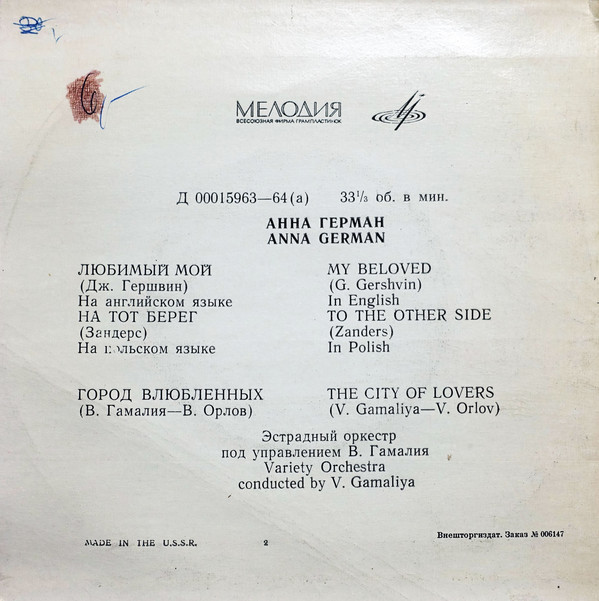 МЕЛОДИЯ
ВСЕСОЮЗНАЯ ФИРМА ГРАМПЛАСТИНОК
Д 00015963—64 (а) 33⅓ об. в мин.
АННА ГЕРМАН
ANNA GERMAN
ЛЮБИМЫЙ МОЙ
(Дж. Гершвин)
На английском языке
НА ТОТ БЕРЕГ
(Зандерс)
На польском языке
MY BELOVED
(G. Gershvin)
In English
TO THE OTHER SIDE
(Zanders)
In Polish
ГОРОД ВЛЮБЛЕННЫХ
(В. Гамалия—В. Орлов)
THE CITY OF LOVERS
(V. Gamaliya—V. Orlov)
Эстрадный оркестр
под управлением В. Гамалия
Variety Orchestra
conducted by V. Gamaliya
MADE IN THE U.S.S.R. 2
Внешторгиздат. Заказ № 006147